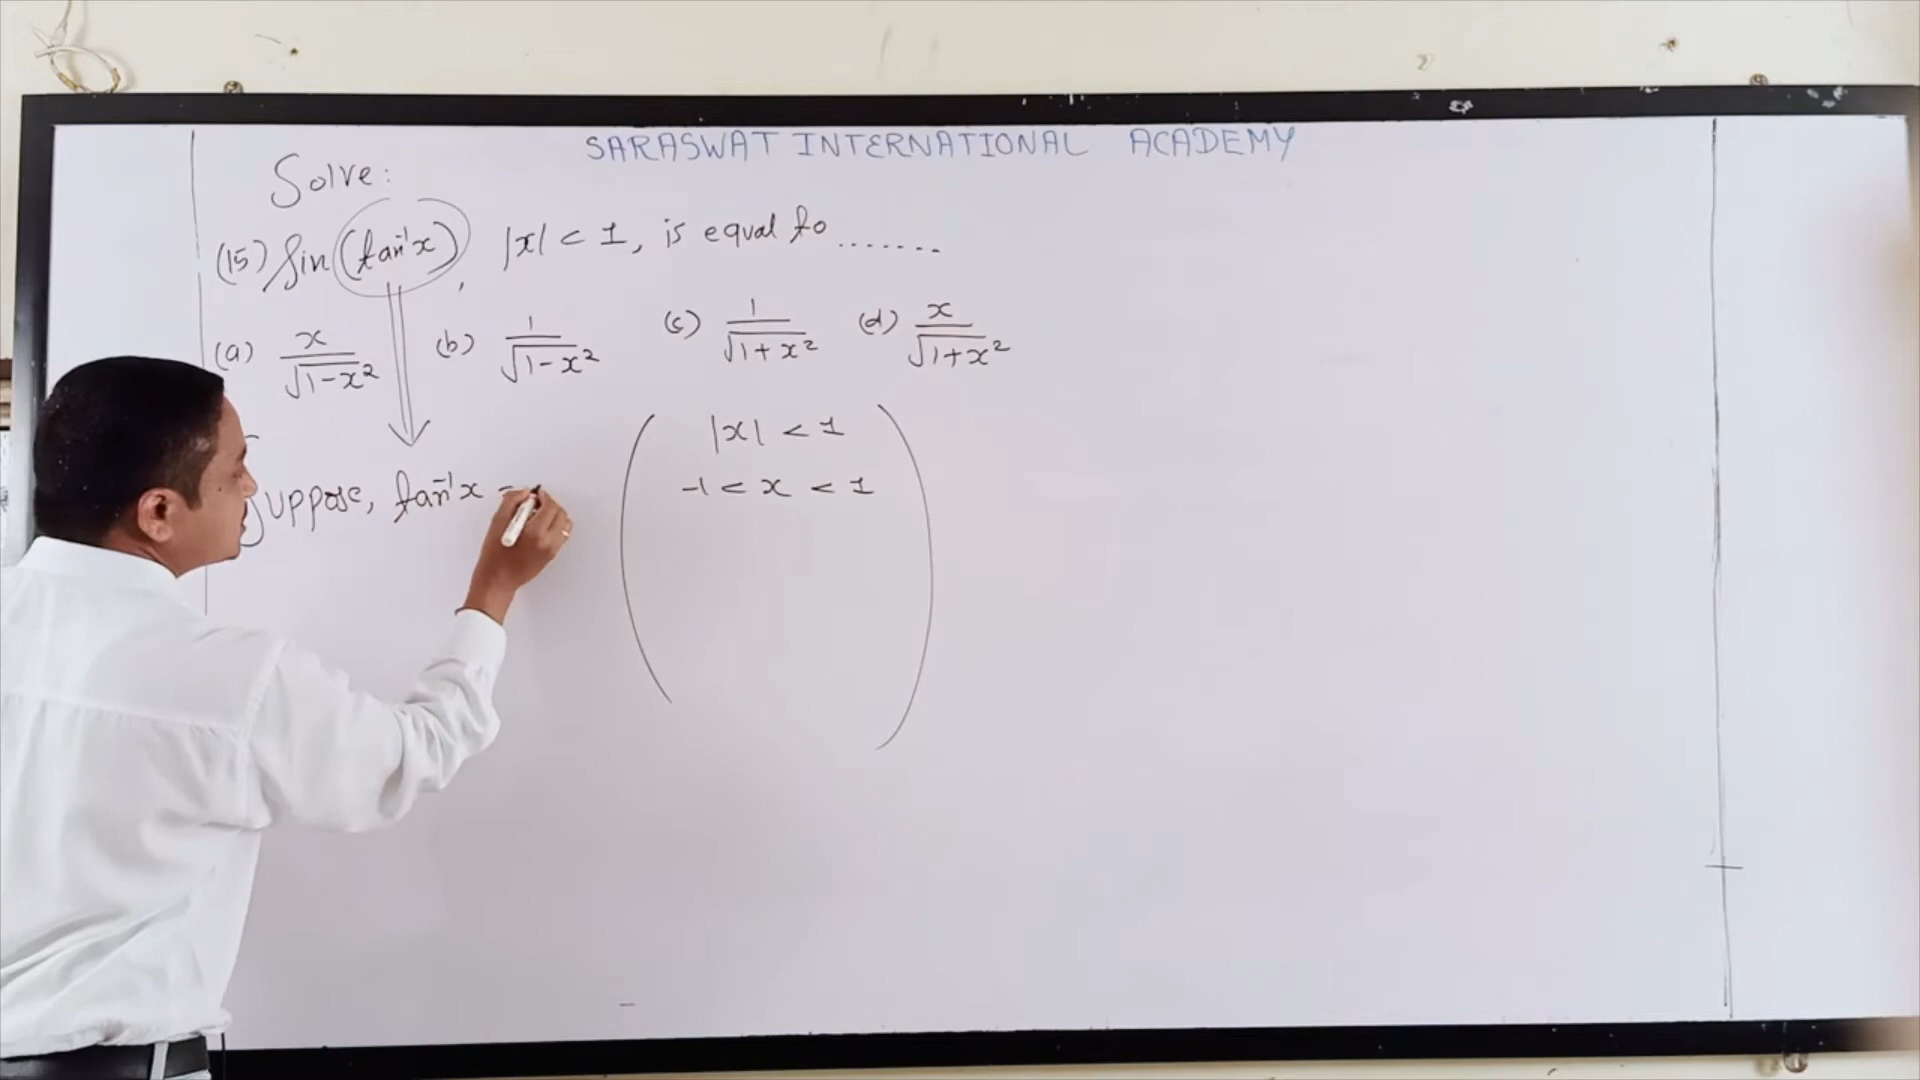 SARASWAT INTERNATIONAL ACADEMY
Solve:
(15) Sin (tan⁻¹x), |x| < 1, is equal to .......
(a) x/√1-x² (b) 1/√1-x² (c) 1/√1+x² (d) x/√1+x²
|x| < 1
Suppose, tan⁻¹x = -1 < x < 1